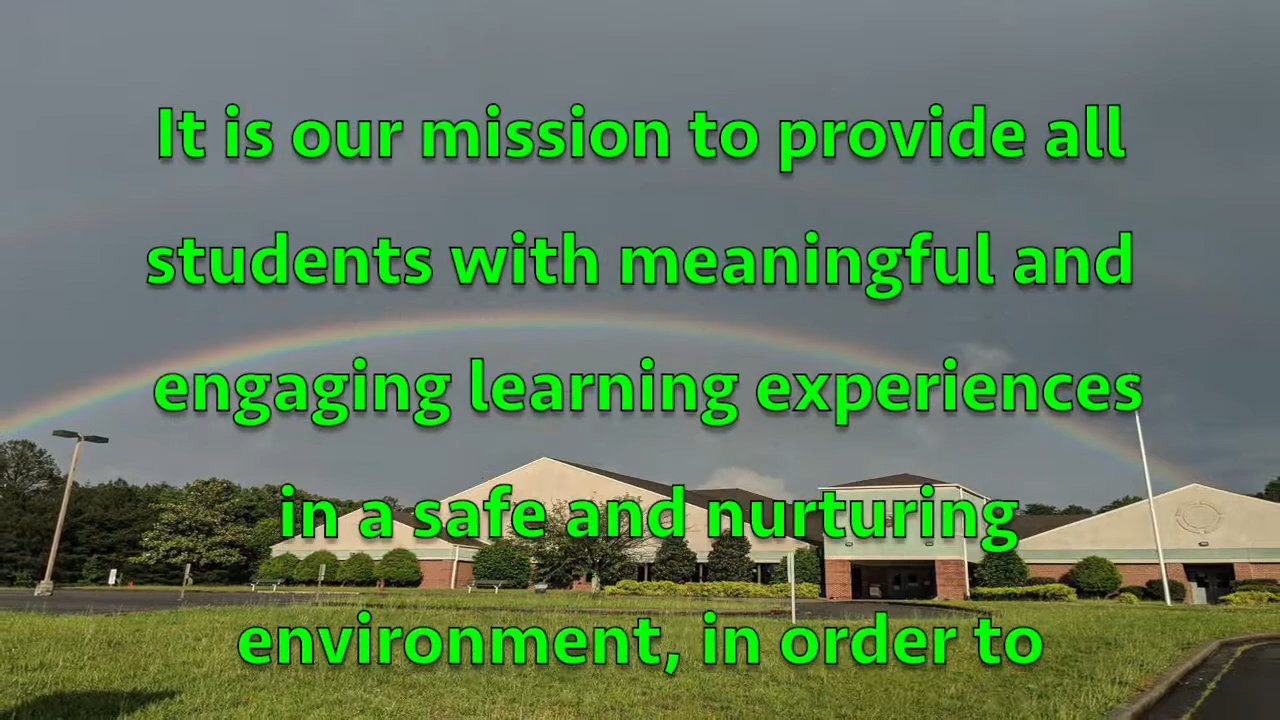 It is our mission to provide all
students with meaningful and
engaging learning experiences
in a safe and nurturing
environment, in order to